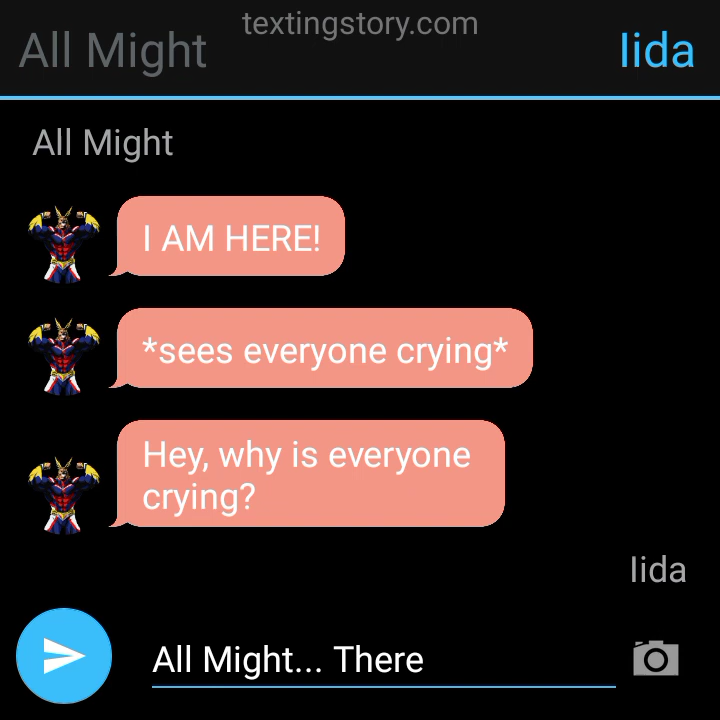 textingstory.com
All Might
Iida
All Might
I AM HERE!
*sees everyone crying*
Hey, why is everyone
crying?
Iida
All Might... There